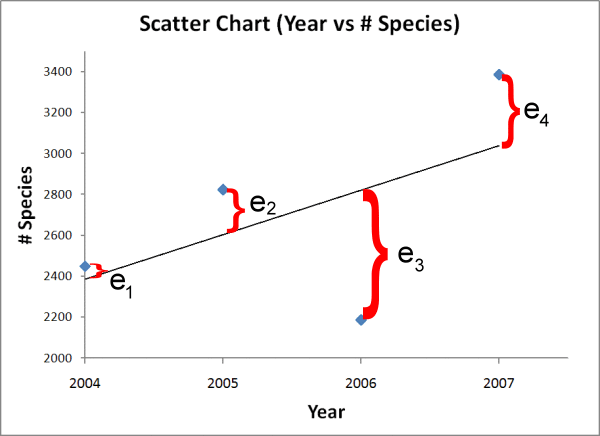 Scatter Chart (Year vs # Species)
# Species
3400
3200
3000
2800
2600
2400
2200
2000
e1
e2
e3
e4
2004 2005 2006 2007
Year